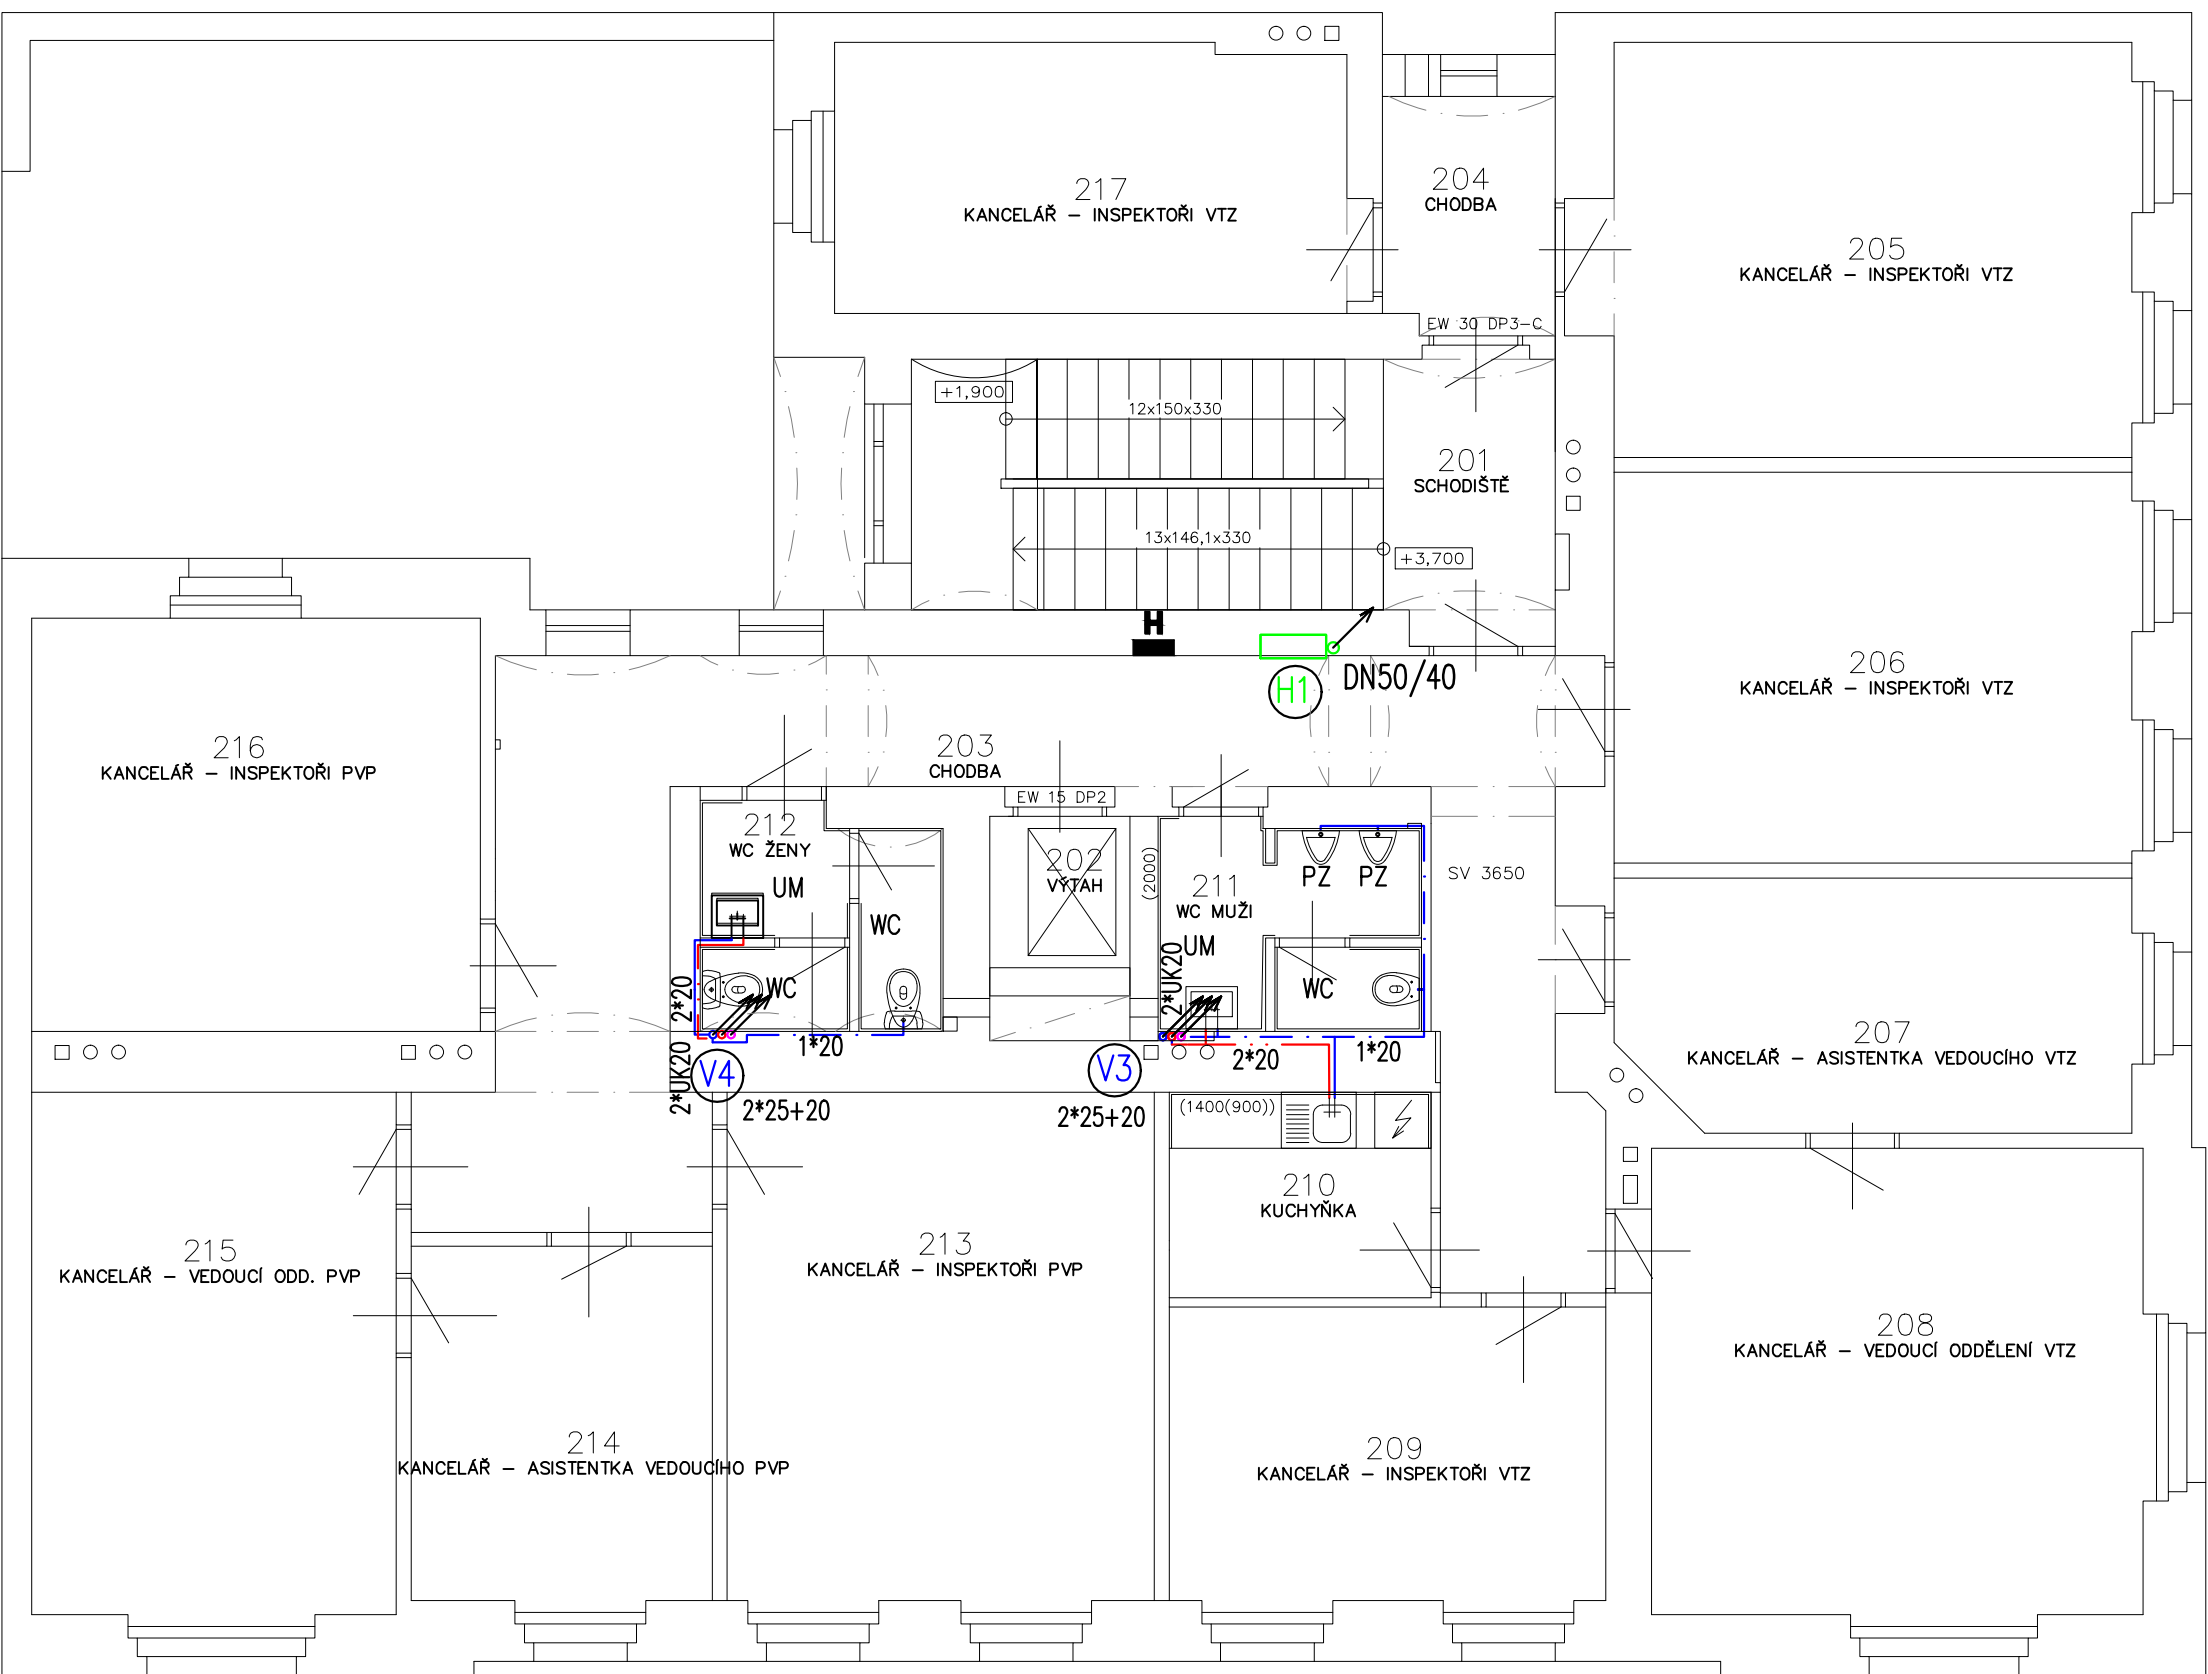 217
KANCELÁŘ – INSPEKTOŘI VTZ
204
CHODBA
205
KANCELÁŘ – INSPEKTOŘI VTZ
EW 30 DP3–C
+1,900
12x150x330
201
SCHODIŠTĚ
13x146,1x330
+3,700
H
H1
DN50/40
206
KANCELÁŘ – INSPEKTOŘI VTZ
216
KANCELÁŘ – INSPEKTOŘI PVP
203
CHODBA
EW 15 DP2
212
WC ŽENY
UM
WC
WC
202
VÝTAH
(2000)
211
WC MUŽI
UM
PZ
PZ
WC
SV 3650
2*20
2*UK20
1*20
V4
2*25+20
2*UK20
V3
2*20
1*20
2*25+20
207
KANCELÁŘ – ASISTENTKA VEDOUCÍHO VTZ
(1400(900))
210
KUCHYŇKA
215
KANCELÁŘ – VEDOUCÍ ODD. PVP
213
KANCELÁŘ – INSPEKTOŘI PVP
208
KANCELÁŘ – VEDOUCÍ ODDĚLENÍ VTZ
214
KANCELÁŘ – ASISTENTKA VEDOUCÍHO PVP
209
KANCELÁŘ – INSPEKTOŘI VTZ